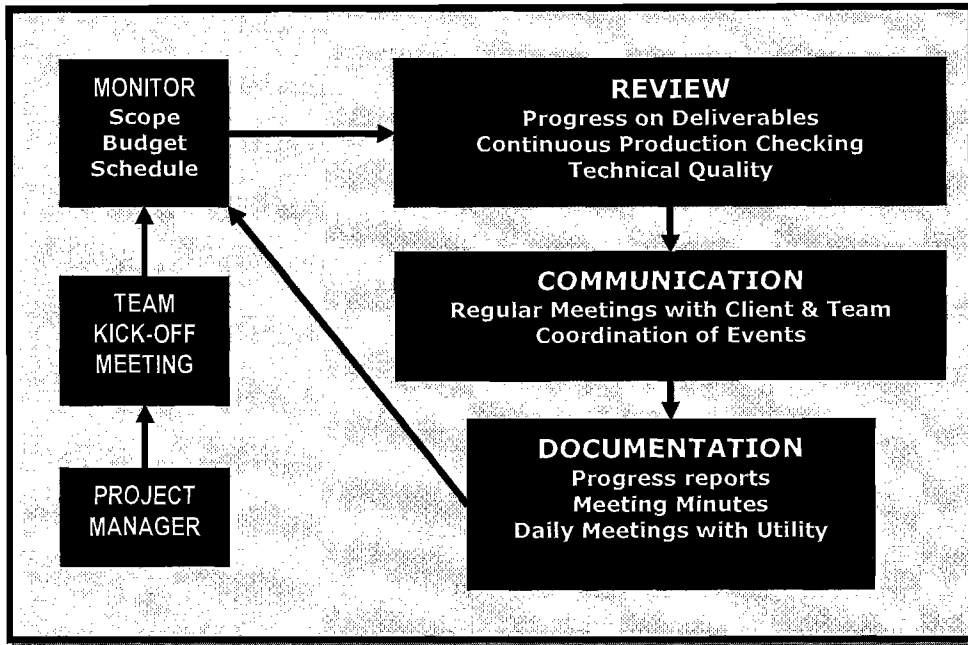 MONITOR
Scope
Budget
Schedule
REVIEW
Progress on Deliverables
Continuous Production Checking
Technical Quality
TEAM
KICK-OFF
MEETING
COMMUNICATION
Regular Meetings with Client & Team
Coordination of Events
PROJECT
MANAGER
DOCUMENTATION
Progress reports
Meeting Minutes
Daily Meetings with Utility